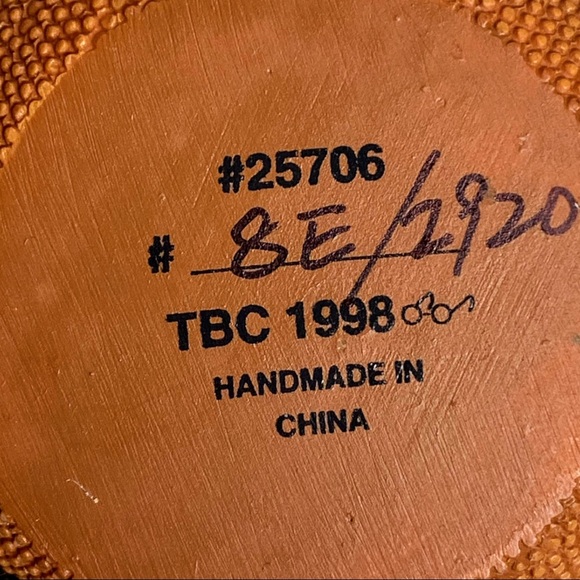 #25706
# 8E/2920
TBC 1998
HANDMADE IN
CHINA